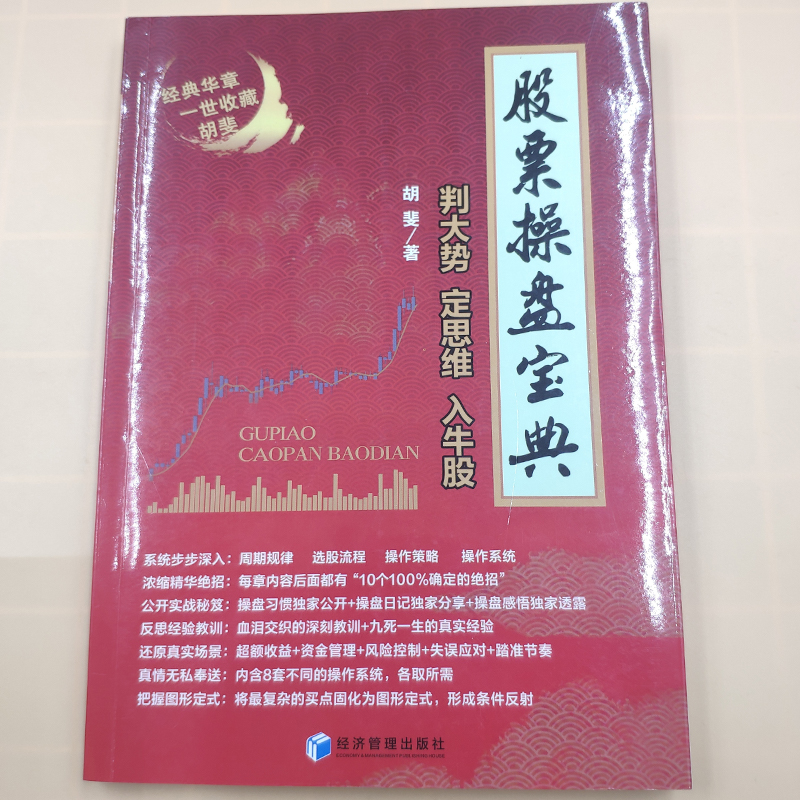 经典华章
一世收藏
胡斐
股票操盘宝典
判大势 定思维 入牛股
胡斐/著
GUPIAO
CAOPAN BAODIAN
系统步步深入：周期规律 选股流程 操作策略 操作系统
浓缩精华绝招：每章内容后面都有“10个100%确定的绝招”
公开实战秘笈：操盘习惯独家公开+操盘日记独家分享+操盘感悟独家透露
反思经验教训：血泪交织的深刻教训+九死一生的真实经验
还原真实场景：超额收益+资金管理+风险控制+失误应对+踏准节奏
真情无私奉送：内含8套不同的操作系统，各取所需
把握图形定式：将最复杂的买点固化为图形定式，形成条件反射
经济管理出版社
ECONOMY & MANAGEMENT PUBLISHING HOUSE